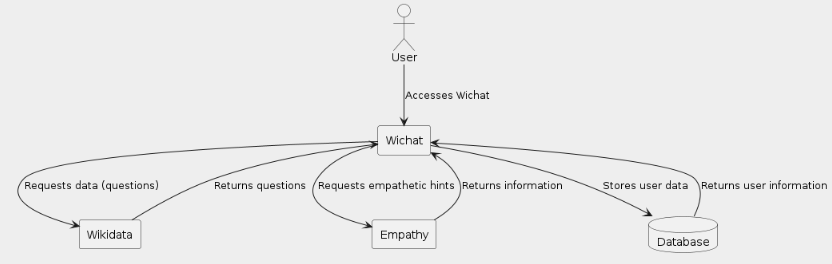 User
Accesses Wichat
Wichat
Requests data (questions)
Returns questions
Requests empathetic hints
Returns information
Stores user data
Returns user information
Wikidata
Empathy
Database